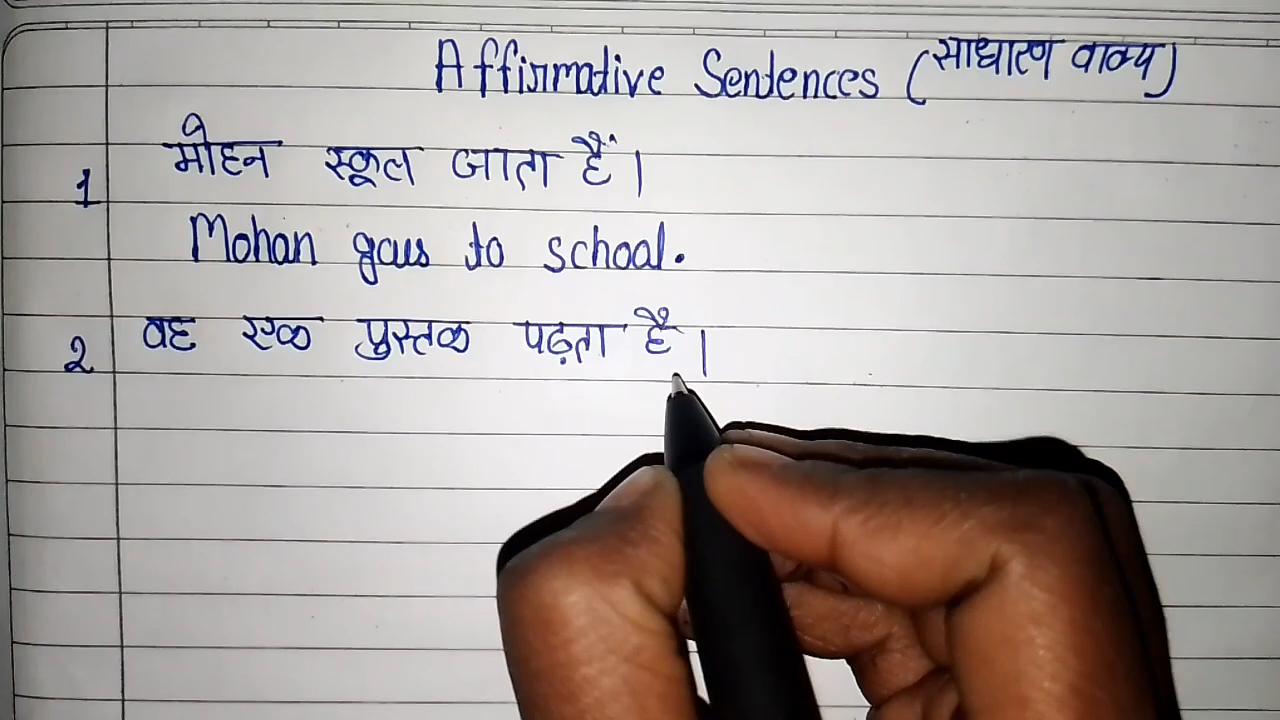 Affirmative Sentences (साधारण वाक्य)
मोहन स्कूल जाता हैं।
1
Mohan goes to school.
2 वह एक पुस्तक पढ़ता है।